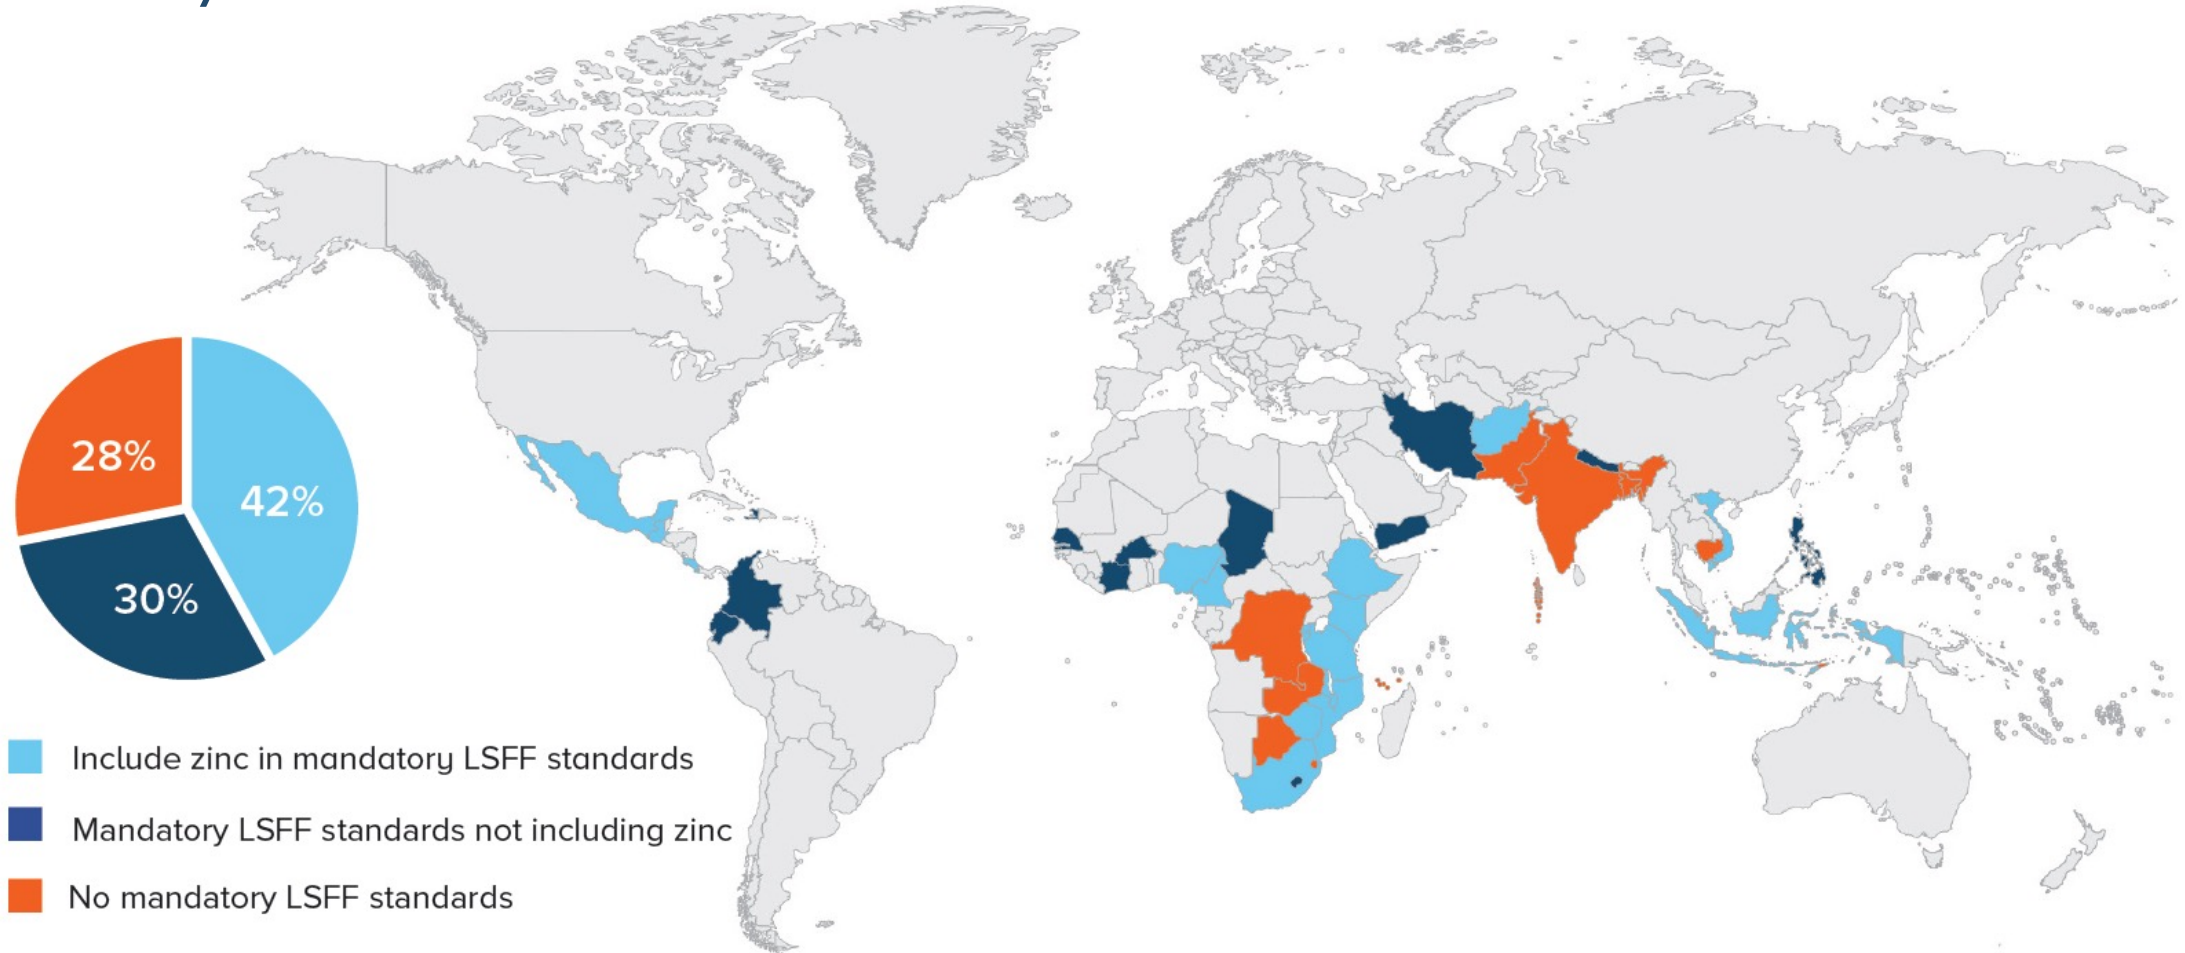 28%
42%
30%
Include zinc in mandatory LSFF standards
Mandatory LSFF standards not including zinc
No mandatory LSFF standards